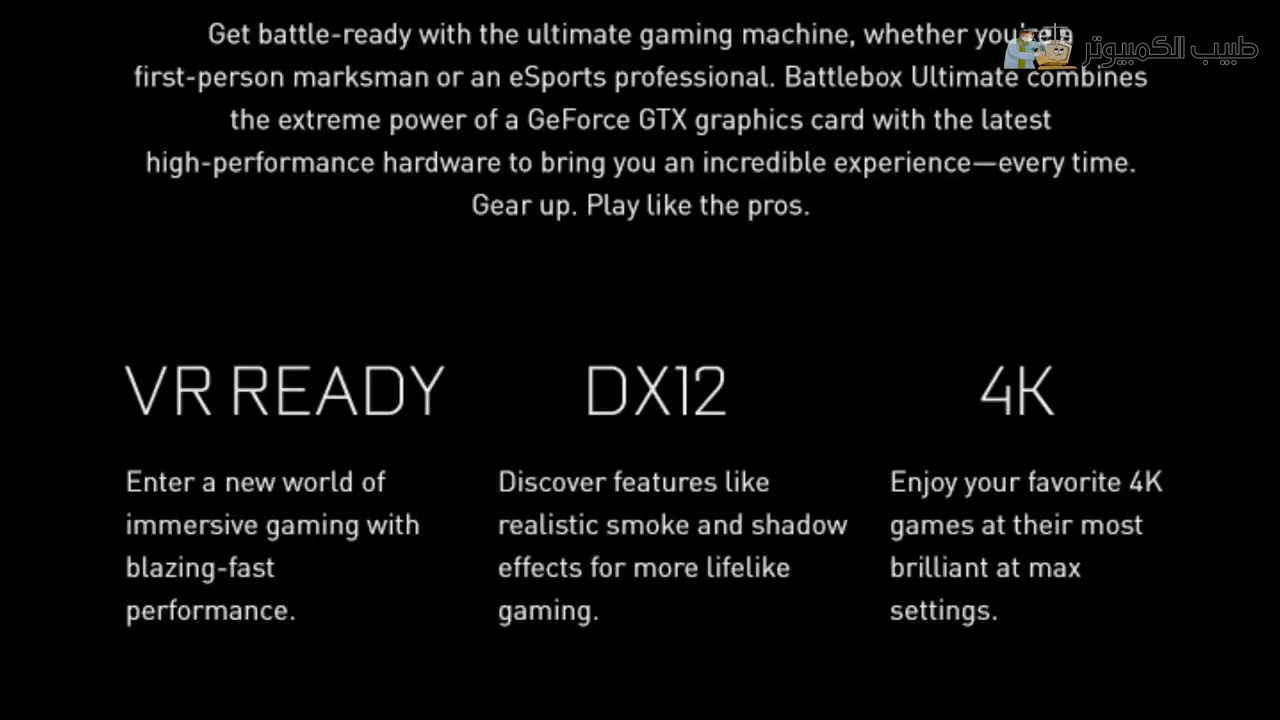 Get battle-ready with the ultimate gaming machine, whether you're a
طبيب الكمبيوتر
first-person marksman or an eSports professional. Battlebox Ultimate combines
the extreme power of a GeForce GTX graphics card with the latest
high-performance hardware to bring you an incredible experience—every time.
Gear up. Play like the pros.
VR READY
Enter a new world of
immersive gaming with
blazing-fast
performance.
DX12
Discover features like
realistic smoke and shadow
effects for more lifelike
gaming.
4K
Enjoy your favorite 4K
games at their most
brilliant at max
settings.